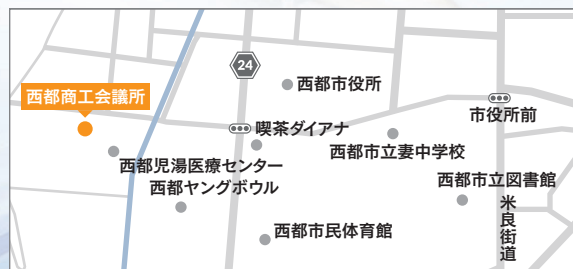 24
西都市役所
西都商工会議所
市役所前
喫茶ダイアナ
西都市立妻中学校
西都児湯医療センター
西都ヤングボウル
西都市立図書館
米良街道
西都市民体育館